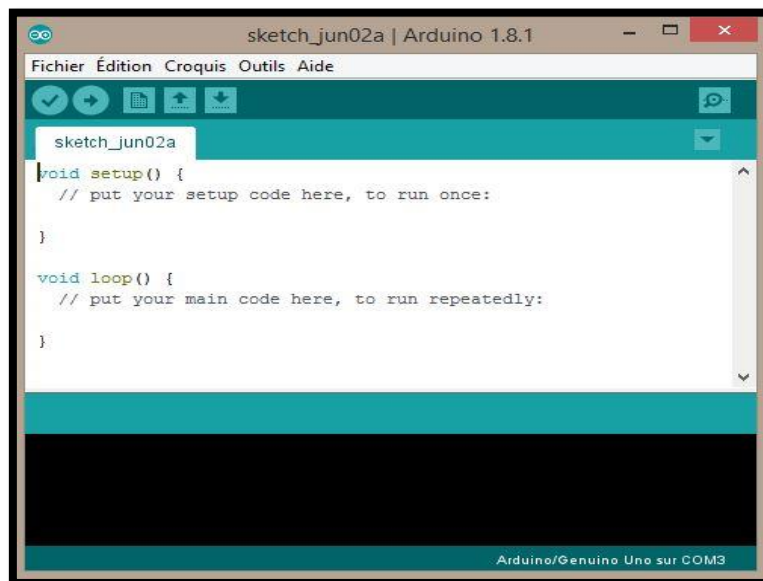 sketch_jun02a | Arduino 1.8.1
Fichier Édition Croquis Outils Aide
sketch_jun02a
void setup() {
// put your setup code here, to run once:
}
void loop() {
// put your main code here, to run repeatedly:
}
Arduino/Genuino Uno sur COM3